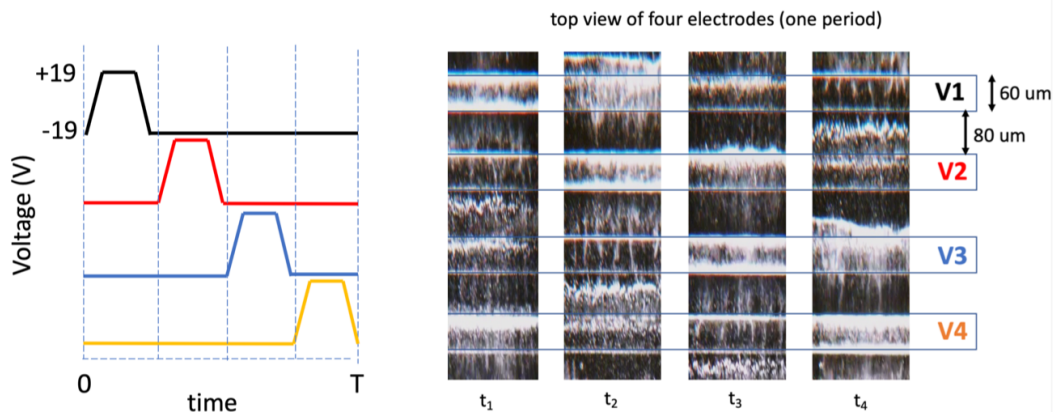 top view of four electrodes (one period)
+19
-19
Voltage (V)
0
T
time
V1
60 um
80 um
V2
V3
V4
t₁
t₂
t₃
t₄